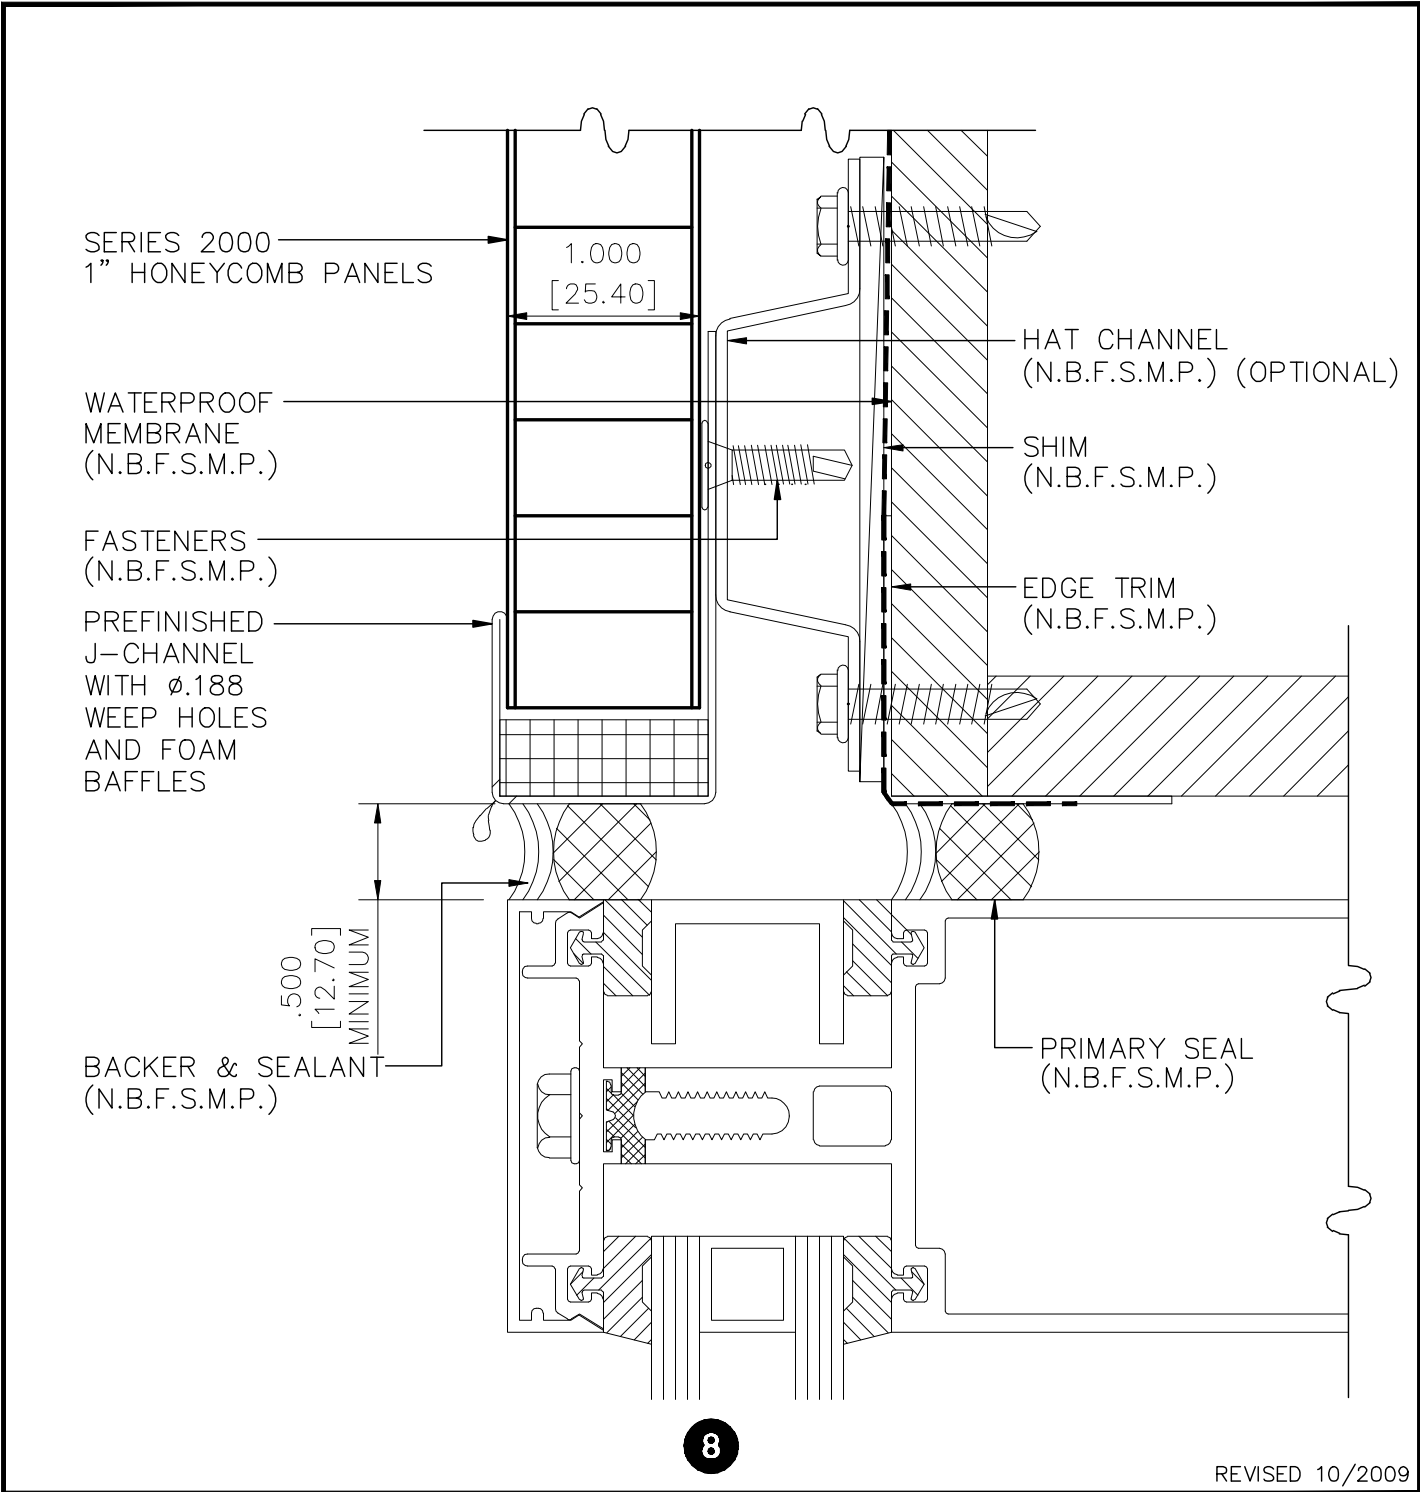 SERIES 2000
1” HONEYCOMB PANELS
1.000
[25.40]
HAT CHANNEL
(N.B.F.S.M.P.) (OPTIONAL)
WATERPROOF
MEMBRANE
(N.B.F.S.M.P.)
SHIM
(N.B.F.S.M.P.)
FASTENERS
(N.B.F.S.M.P.)
EDGE TRIM
(N.B.F.S.M.P.)
PREFINISHED
J-CHANNEL
WITH ø.188
WEEP HOLES
AND FOAM
BAFFLES
.500
[12.70]
MINIMUM
BACKER & SEALANT
(N.B.F.S.M.P.)
PRIMARY SEAL
(N.B.F.S.M.P.)
8
REVISED 10/2009